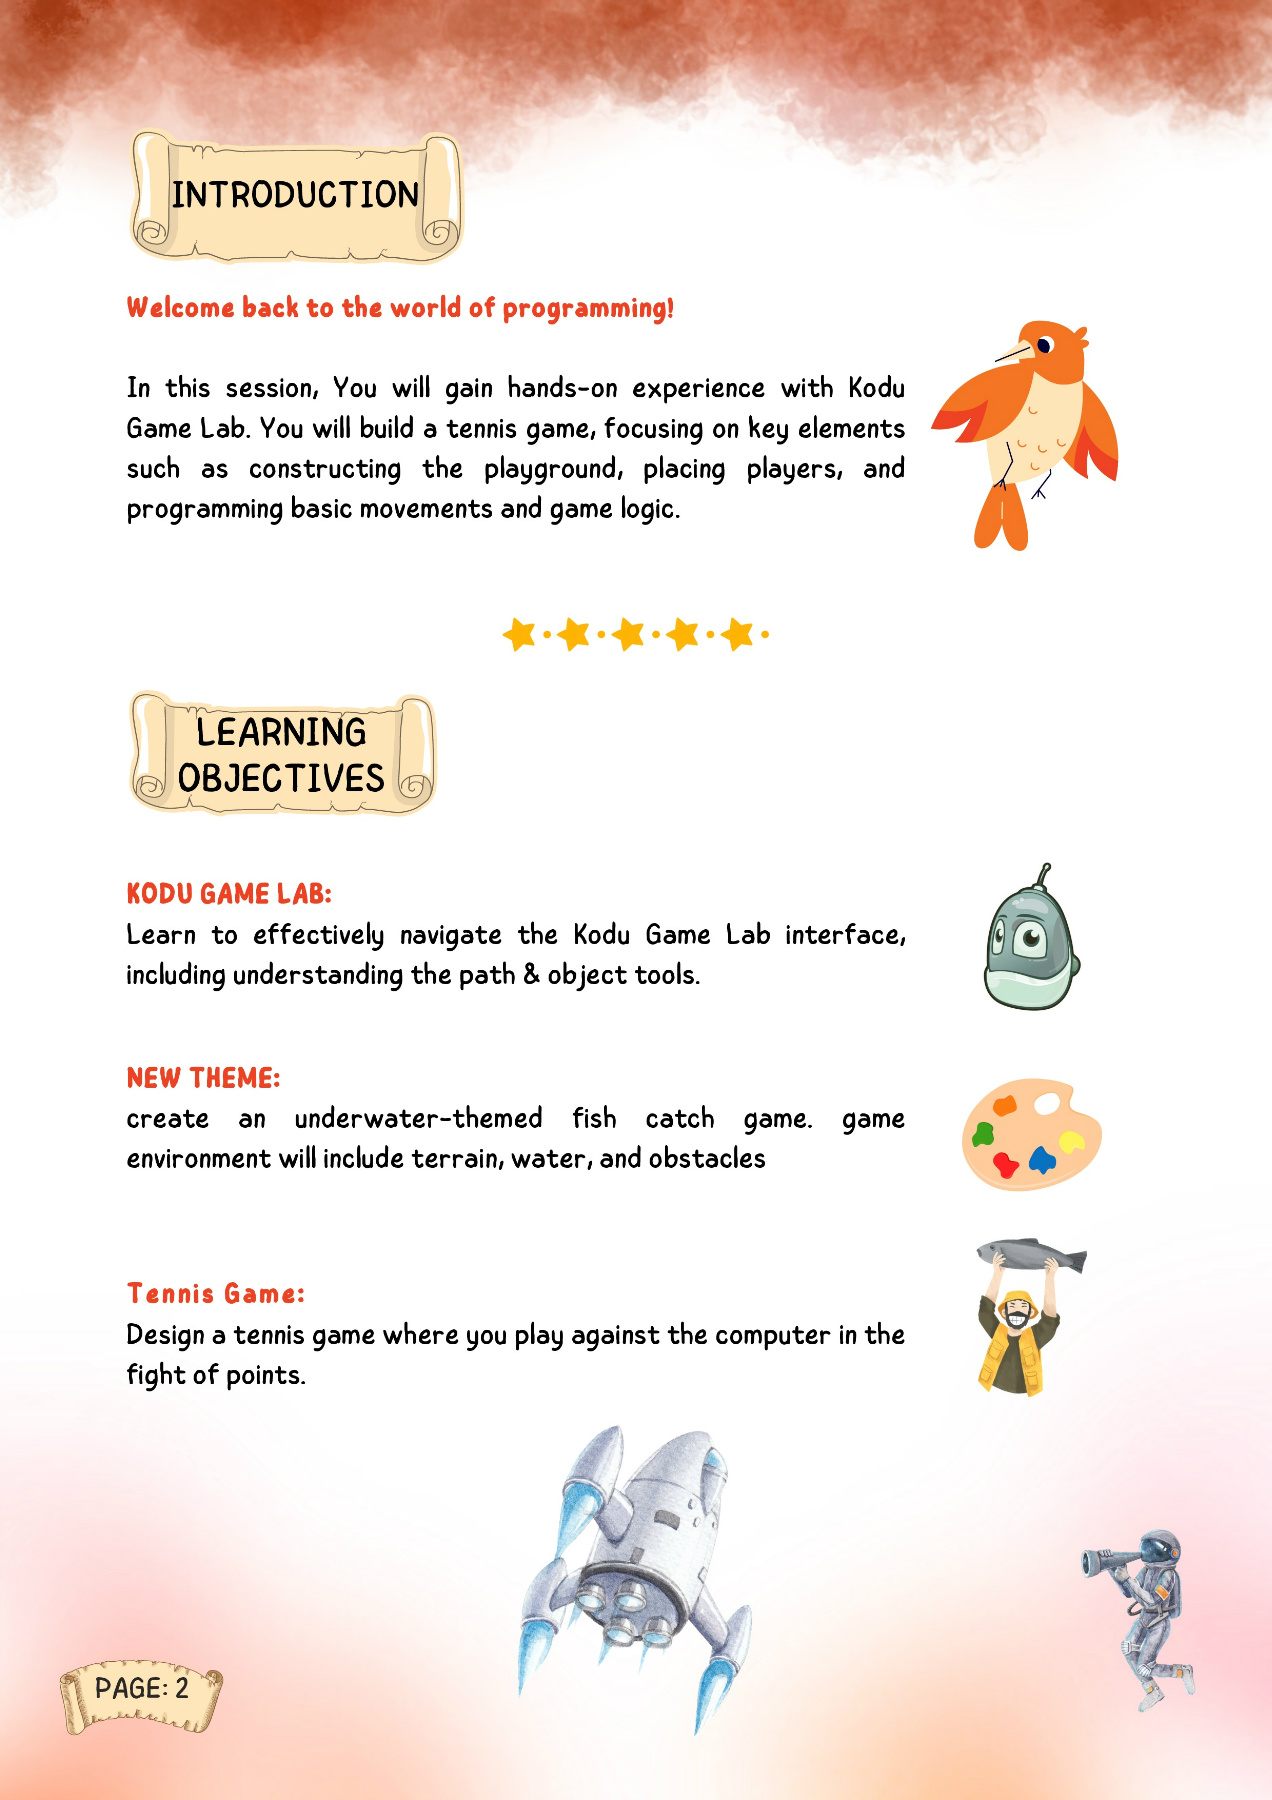 INTRODUCTION
Welcome back to the world of programming!
In this session, You will gain hands-on experience with Kodu
Game Lab. You will build a tennis game, focusing on key elements
such as constructing the playground, placing players, and
programming basic movements and game logic.
LEARNING
OBJECTIVES
KODU GAME LAB:
Learn to effectively navigate the Kodu Game Lab interface,
including understanding the path & object tools.
NEW THEME:
create an underwater-themed fish catch game. game
environment will include terrain, water, and obstacles
Tennis Game:
Design a tennis game where you play against the computer in the
fight of points.
PAGE: 2